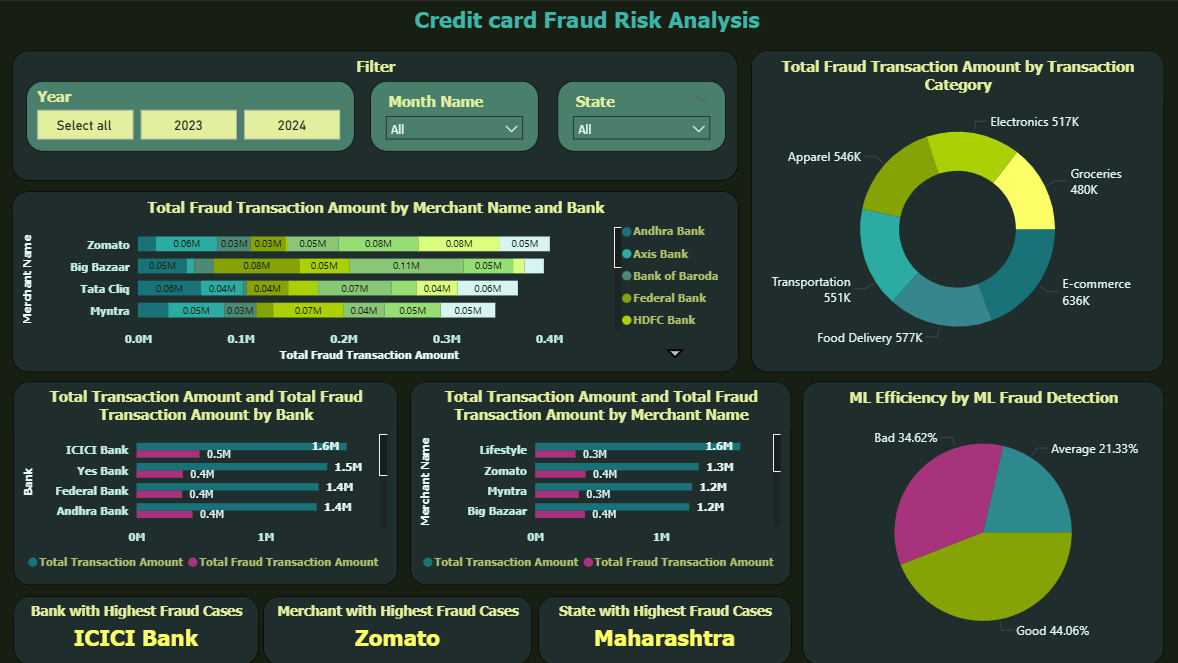 Credit card Fraud Risk Analysis
Filter
Year
Select all
2023
2024
Month Name
All
State
All
Total Fraud Transaction Amount by Merchant Name and Bank
Merchant Name
Zomato
0.06M
0.03M
0.03M
0.05M
0.08M
0.08M
0.05M
Big Bazaar
0.05M
0.08M
0.05M
0.11M
0.05M
Tata Cliq
0.06M
0.04M
0.04M
0.07M
0.04M
0.06M
Myntra
0.05M
0.03M
0.07M
0.04M
0.05M
0.05M
0.0M
0.1M
0.2M
0.3M
0.4M
Total Fraud Transaction Amount
Andhra Bank
Axis Bank
Bank of Baroda
Federal Bank
HDFC Bank
Total Fraud Transaction Amount by Transaction
Category
Electronics 517K
Groceries
480K
E-commerce
636K
Food Delivery 577K
Transportation
551K
Apparel 546K
Total Transaction Amount and Total Fraud
Transaction Amount by Bank
Bank
ICICI Bank
1.6M
0.5M
Yes Bank
1.5M
0.4M
Federal Bank
1.4M
0.4M
Andhra Bank
1.4M
0.4M
0M
1M
Total Transaction Amount
Total Fraud Transaction Amount
Total Transaction Amount and Total Fraud
Transaction Amount by Merchant Name
Merchant Name
Lifestyle
1.6M
0.3M
Zomato
1.3M
0.4M
Myntra
1.2M
0.3M
Big Bazaar
1.2M
0.4M
0M
1M
Total Transaction Amount
Total Fraud Transaction Amount
ML Efficiency by ML Fraud Detection
Bad 34.62%
Average 21.33%
Good 44.06%
Bank with Highest Fraud Cases
ICICI Bank
Merchant with Highest Fraud Cases
Zomato
State with Highest Fraud Cases
Maharashtra